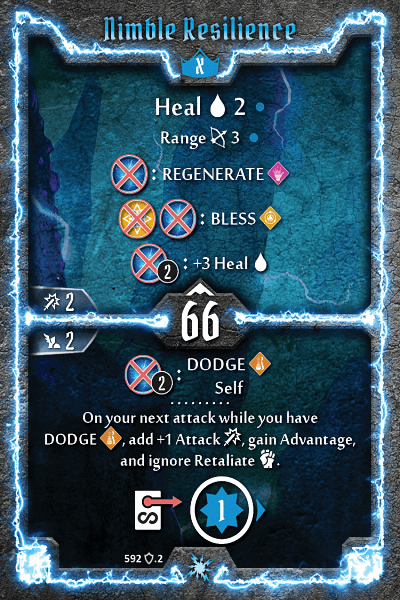 Nimble Resilience
X
Heal 2
Range 3
: REGENERATE
: BLESS
2 : +3 Heal
2
66
2
2 : DODGE
Self
On your next attack while you have
DODGE , add +1 Attack , gain Advantage,
and ignore Retaliate .
1
592 .2